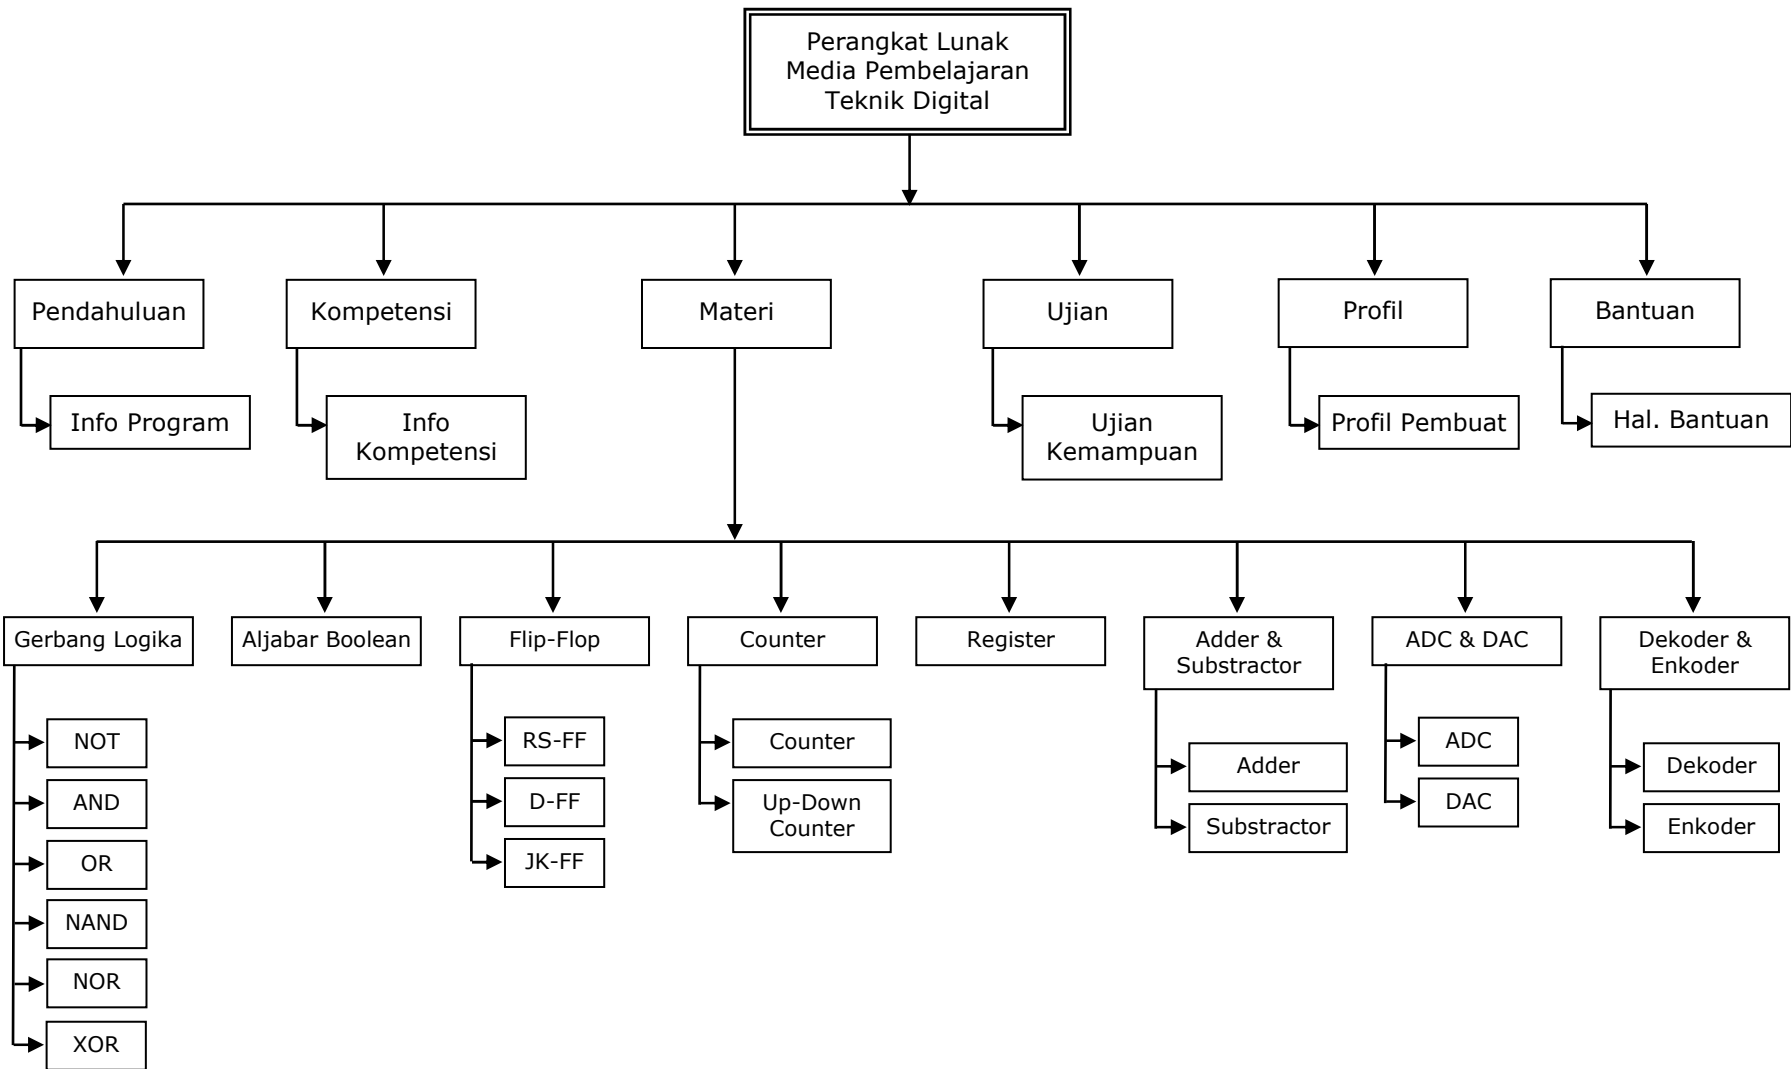 Perangkat Lunak
Media Pembelajaran
Teknik Digital
Pendahuluan
Kompetensi
Materi
Ujian
Profil
Bantuan
Info Program
Info
Kompetensi
Ujian
Kemampuan
Profil Pembuat
Hal. Bantuan
Gerbang Logika
Aljabar Boolean
Flip-Flop
Counter
Register
Adder &
Substractor
ADC & DAC
Dekoder &
Enkoder
NOT
AND
OR
NAND
NOR
XOR
RS-FF
D-FF
JK-FF
Counter
Up-Down
Counter
Adder
Substractor
ADC
DAC
Dekoder
Enkoder